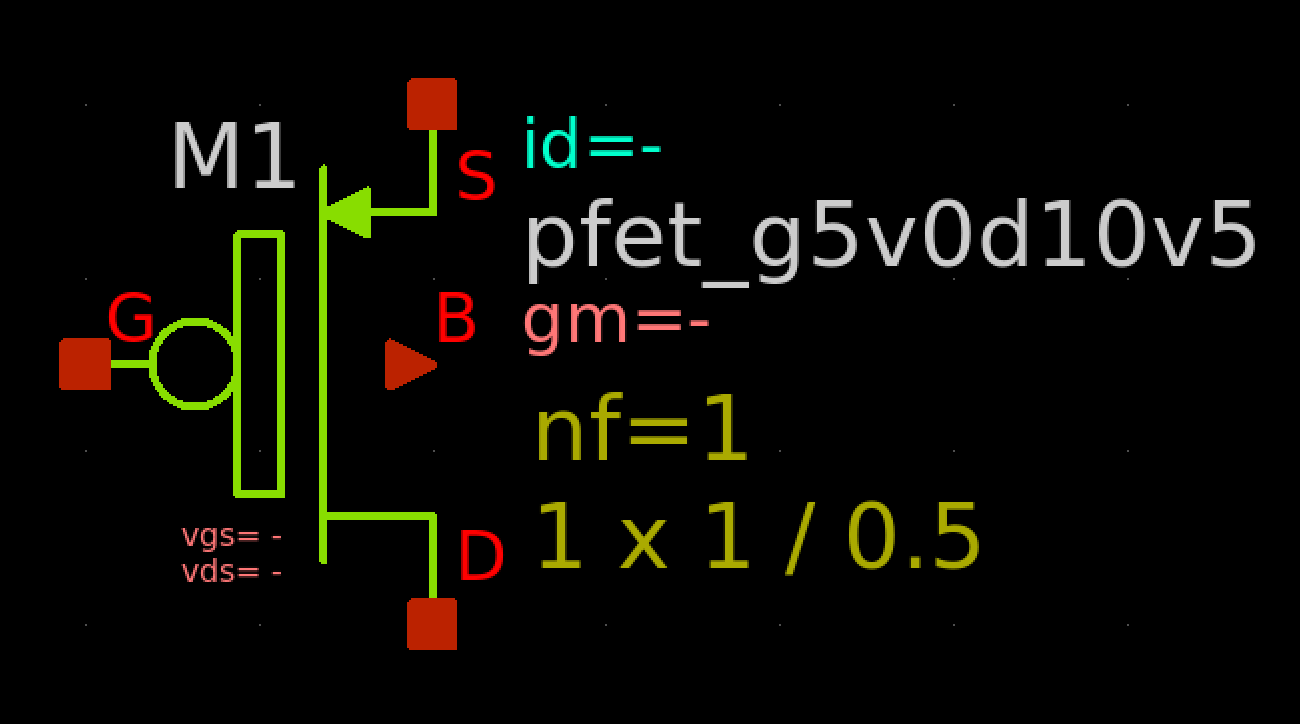 M1
S
G
B
D
id=-
pfet_g5v0d10v5
gm=-
nf=1
1 x 1 / 0.5
vgs= -
vds= -